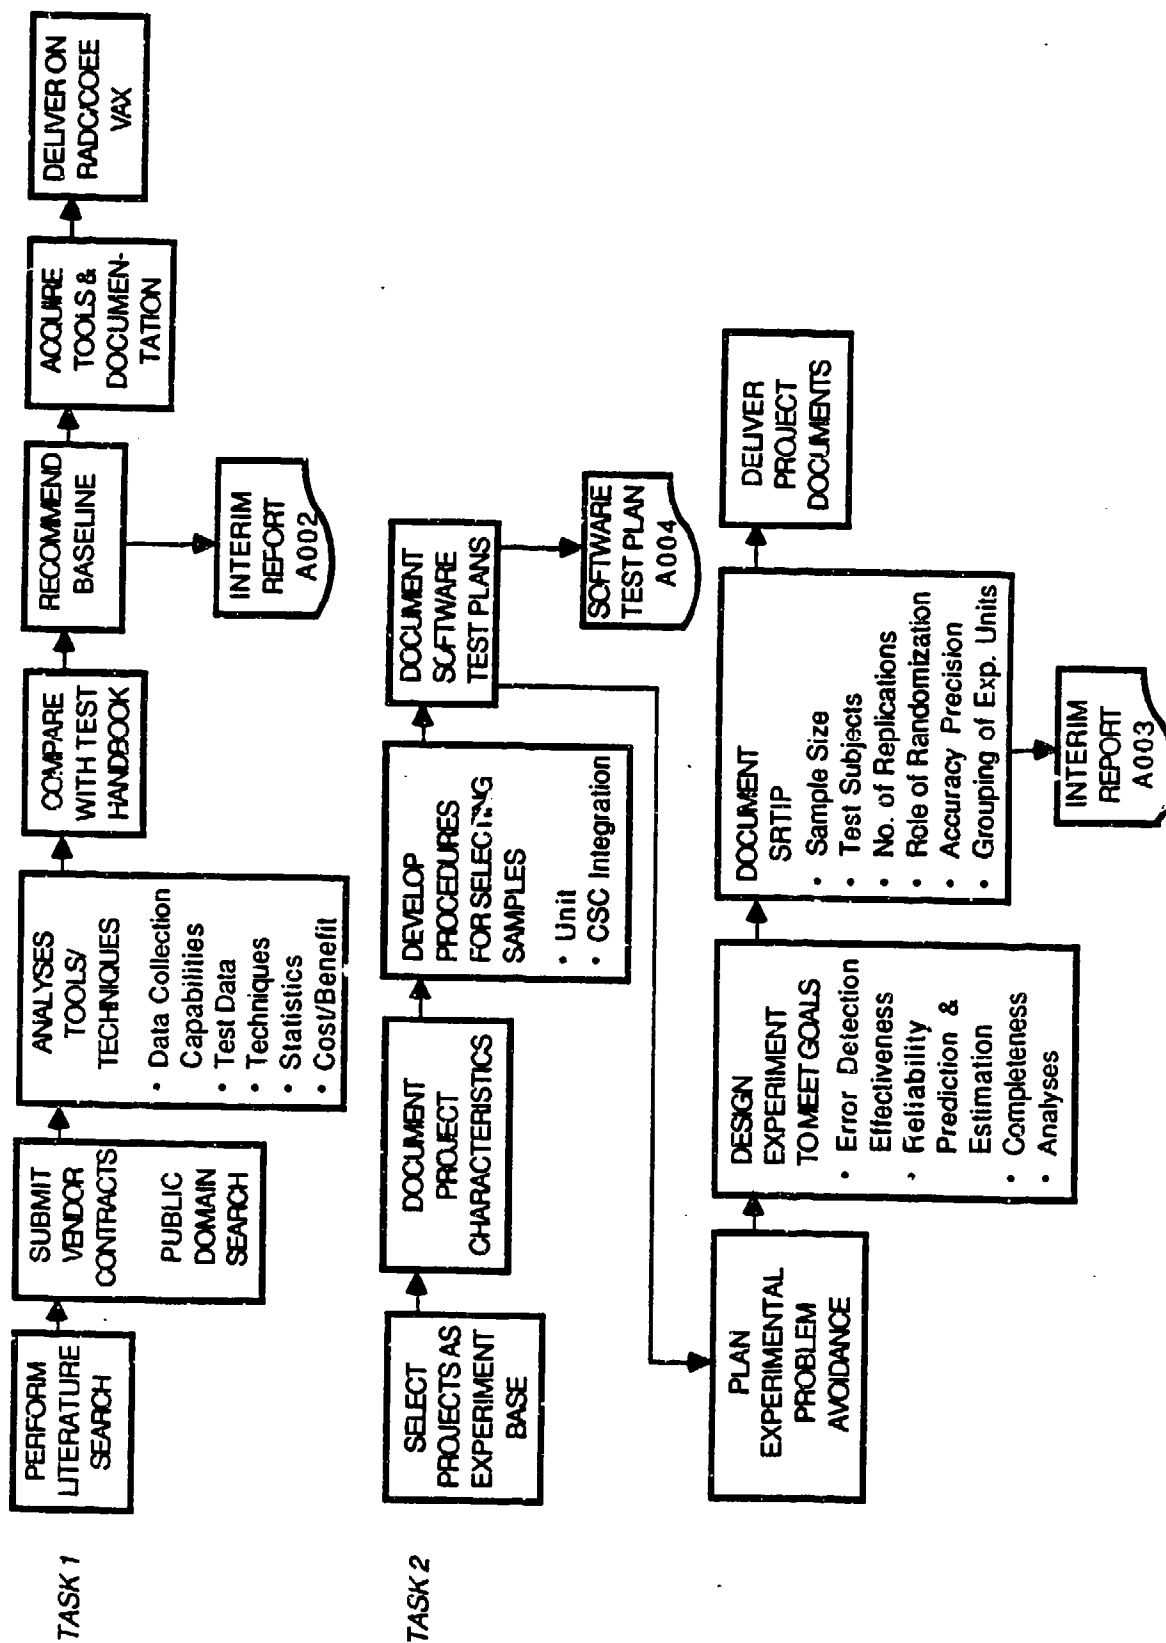 TASK 1
PERFORM
LITERATURE
SEARCH
SUBMIT
VENDOR
CONTRACTS
PUBLIC
DOMAIN
SEARCH
ANALYSES
TOOLS/
TECHNIQUES
• Data Collection
Capabilities
• Test Data
• Techniques
• Statistics
• Cost/Benefit
COMPARE
WITH TEST
HANDBOOK
RECOMMEND
BASELINE
INTERIM
REPORT
A002
ACQUIRE
TOOLS &
DOCUMEN-
TATION
DELIVER ON
RADC/COEE
VAX
TASK 2
SELECT
PROJECTS AS
EXPERIMENT
BASE
DOCUMENT
PROJECT
CHARACTERISTICS
DEVELOP
PROCEDURES
FOR SELECTING
SAMPLES
• Unit
• CSC Integration
DOCUMENT
SOFTWARE
TEST PLANS
SOFTWARE
TEST PLAN
A004
PLAN
EXPERIMENTAL
PROBLEM
AVOIDANCE
DESIGN
EXPERIMENT
TO MEET GOALS
• Error Detection
Effectiveness
• Reliability
Prediction &
Estimation
• Completeness
• Analyses
DOCUMENT
SRTIP
• Sample Size
• Test Subjects
• No. of Replications
• Role of Randomization
• Accuracy Precision
• Grouping of Exp. Units
INTERIM
REPORT
A003
DELIVER
PROJECT
DOCUMENTS